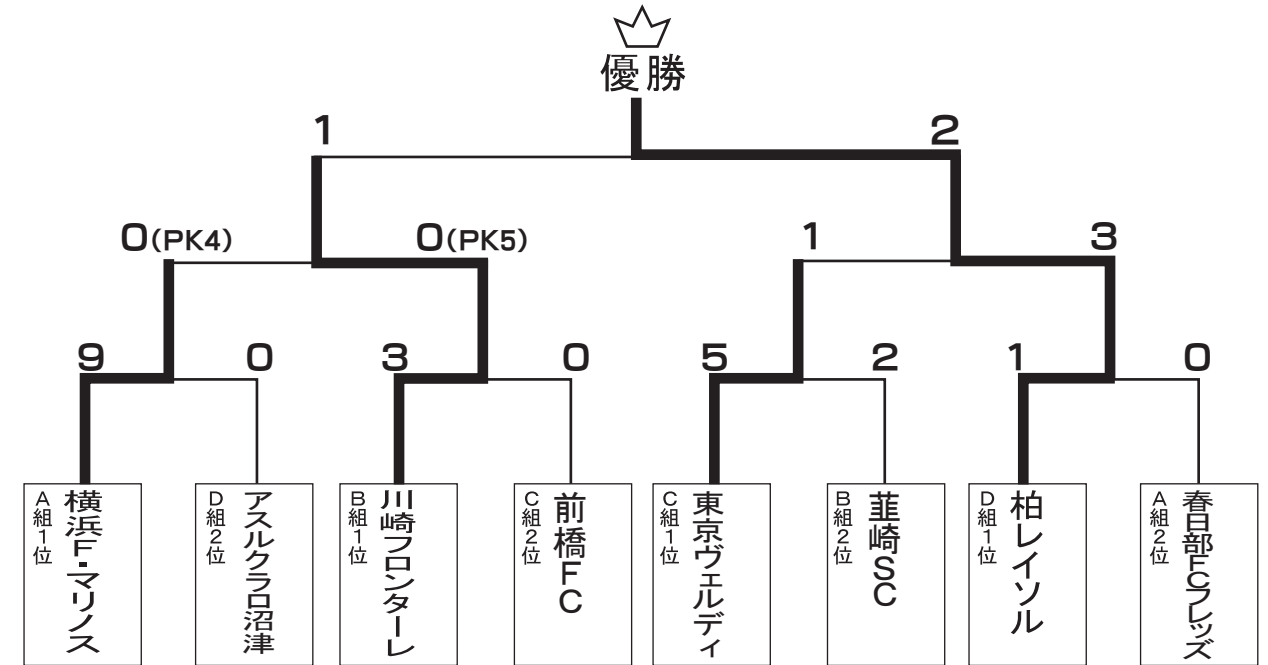 優勝
1
2
0(PK4)
0(PK5)
1
3
9
0
3
0
5
2
1
0
A組1位
横浜F・マリノス
D組2位
アスルクラロ沼津
B組1位
川崎フロンターレ
C組2位
前橋FC
C組1位
東京ヴェルディ
B組2位
韮崎SC
D組1位
柏レイソル
A組2位
春日部FCフレッズ